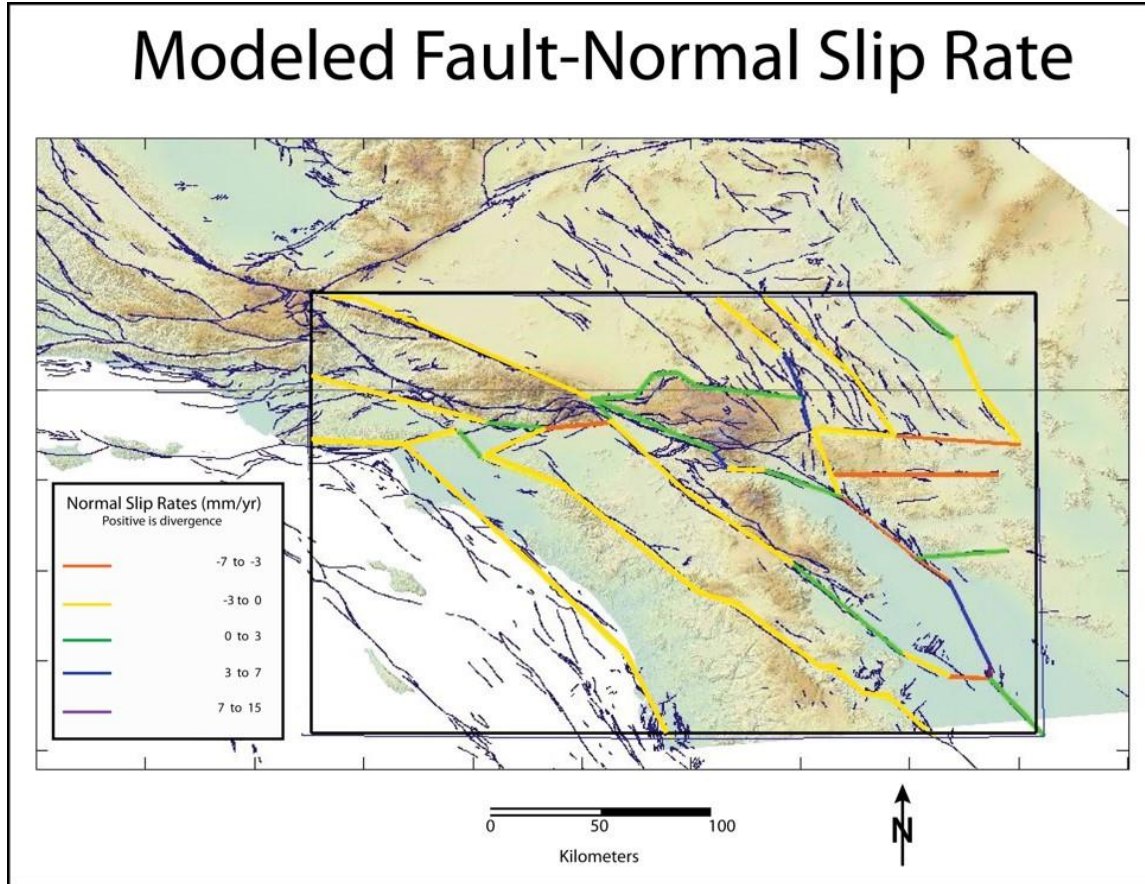 Modeled Fault-Normal Slip Rate
Normal Slip Rates (mm/yr)
Positive is divergence
-7 to -3
-3 to 0
0 to 3
3 to 7
7 to 15
0 50 100
Kilometers
N